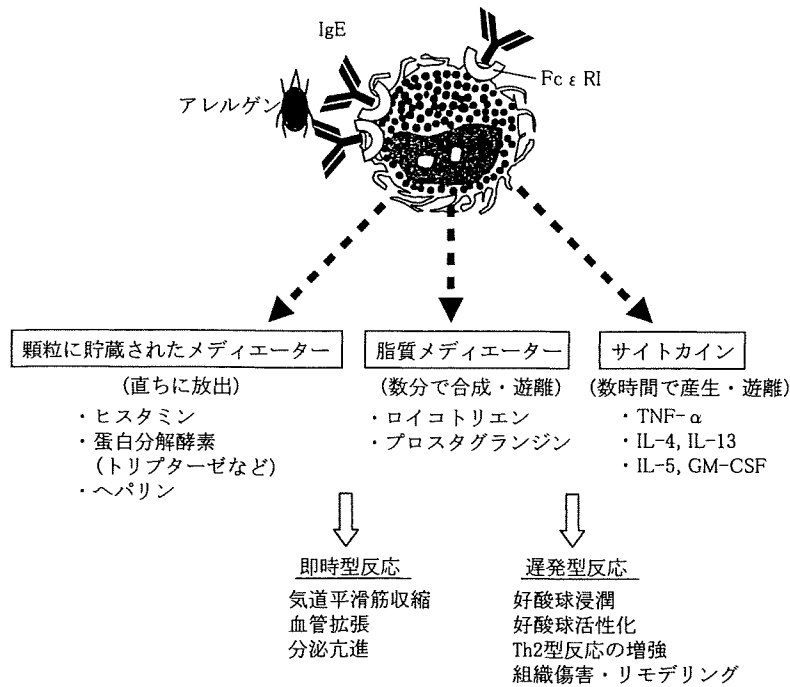 IgE
Fc ε RI
アレルゲン
顆粒に貯蔵されたメディエーター
(直ちに放出)
・ヒスタミン
・蛋白分解酵素
(トリプターゼなど)
・ヘパリン
脂質メディエーター
(数分で合成・遊離)
・ロイコトリエン
・プロスタグランジン
サイトカイン
(数時間で産生・遊離)
・TNF-α
・IL-4, IL-13
・IL-5, GM-CSF
即時型反応
気道平滑筋収縮
血管拡張
分泌亢進
遅発型反応
好酸球浸潤
好酸球活性化
Th2型反応の増強
組織傷害・リモデリング